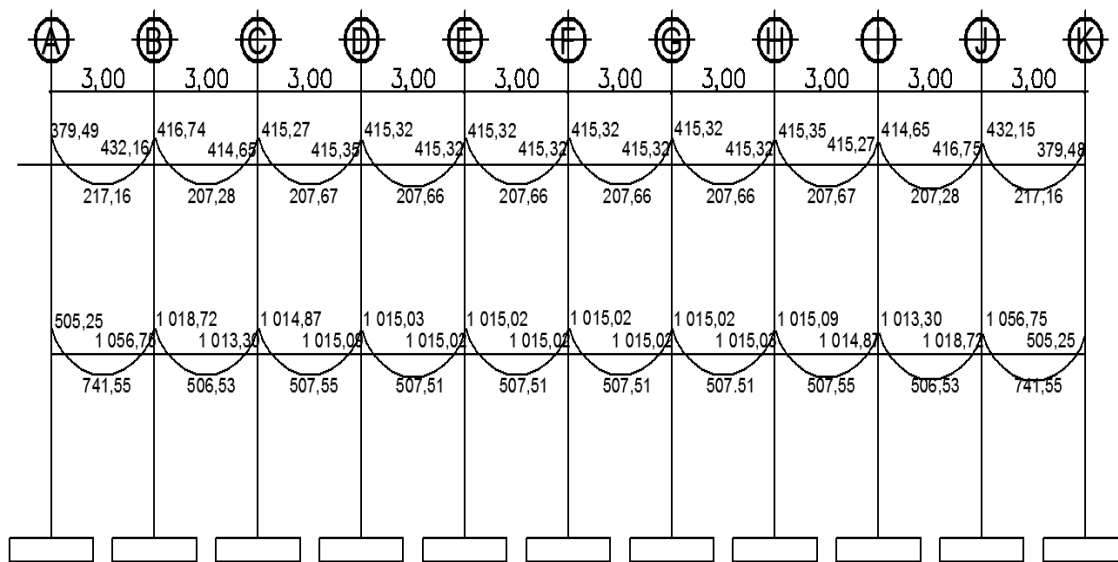 A B C D E F G H I J K
3,00 3,00 3,00 3,00 3,00 3,00 3,00 3,00 3,00 3,00
379,49 416,74 415,27 415,32 415,32 415,32 415,32 415,35 414,65 432,15
432,16 414,65 415,35 415,32 415,32 415,32 415,32 415,27 416,75 379,48
217,16 207,28 207,67 207,66 207,66 207,66 207,66 207,67 207,28 217,16
505,25 1 018,72 1 014,87 1 015,03 1 015,02 1 015,02 1 015,02 1 015,09 1 013,30 1 056,75
1 056,75 1 013,30 1 015,09 1 015,02 1 015,02 1 015,02 1 015,03 1 014,87 1 018,72 505,25
741,55 506,53 507,55 507,51 507,51 507,51 507.51 507,55 506,53 741,55